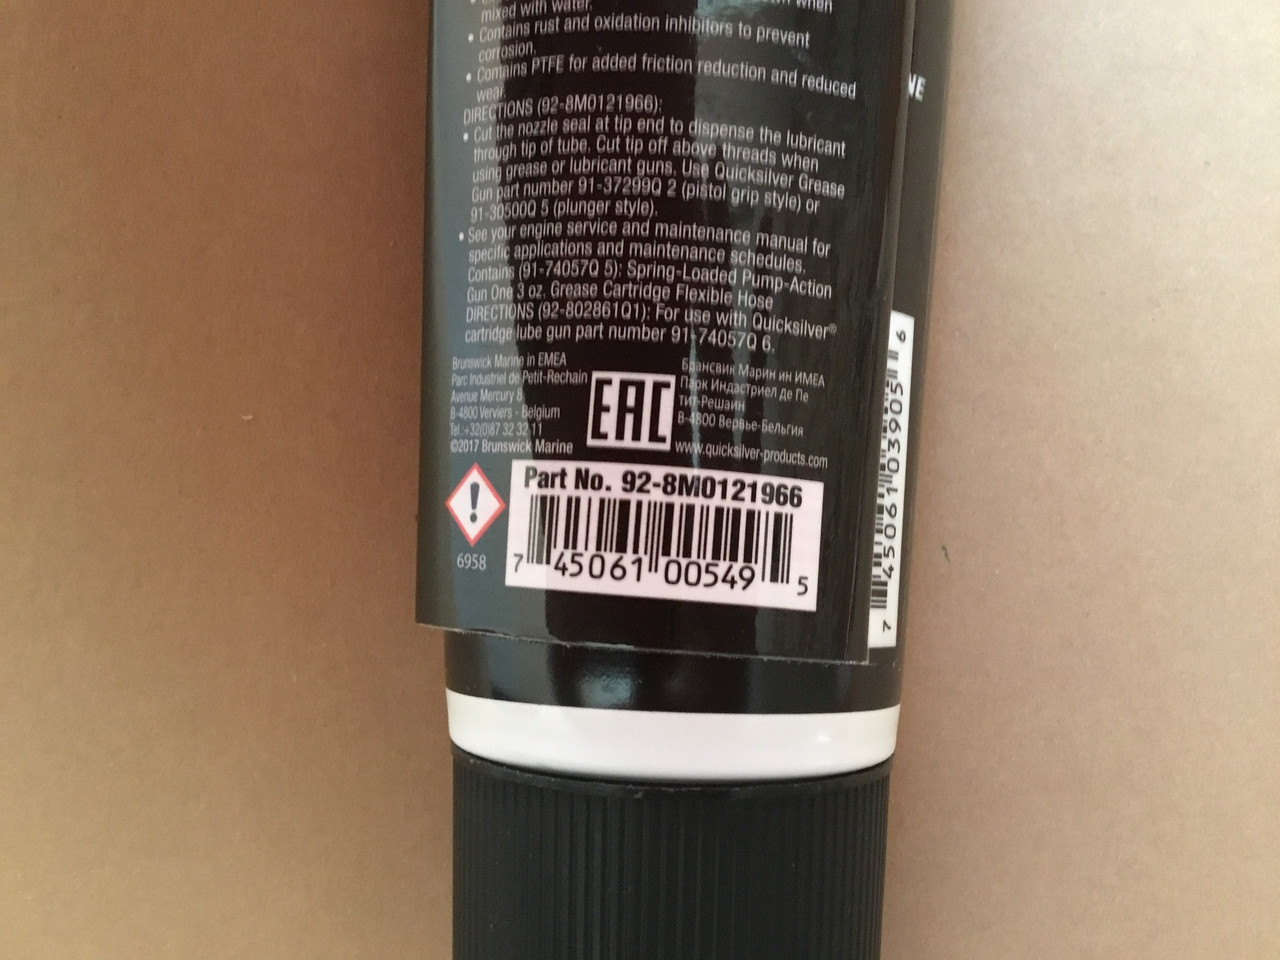 when
mixed with water.
• Contains rust and oxidation inhibitors to prevent
corrosion.
• Contains PTFE for added friction reduction and reduced
wear.
DIRECTIONS (92-8M0121966):
• Cut the nozzle seal at tip end to dispense the lubricant
through tip of tube. Cut tip off above threads when
using grease or lubricant guns. Use Quicksilver Grease
Gun part number 91-37299Q 2 (pistol grip style) or
91-30500Q 5 (plunger style).
• See your engine service and maintenance manual for
specific applications and maintenance schedules.
Contains (91-74057Q 5): Spring-Loaded Pump-Action
Gun One 3 oz. Grease Cartridge Flexible Hose
DIRECTIONS (92-802861Q1): For use with Quicksilver®
cartridge lube gun part number 91-74057Q 6.
Brunswick Marine in EMEA
Parc Industriel de Petit-Rechain
Avenue Mercury 8
B-4800 Verviers - Belgium
Tel.:+32(0)87 32 32 11
©2017 Brunswick Marine
EAC
Брансвик Марин ин ИМЕА
Парк Индастриел де Пе
тит-Решаин
В-4800 Вервье-Бельгия
www.quicksilver-products.com
6958
Part No. 92-8M0121966
7 45061 00549 5
7 45061 03905 6
NE